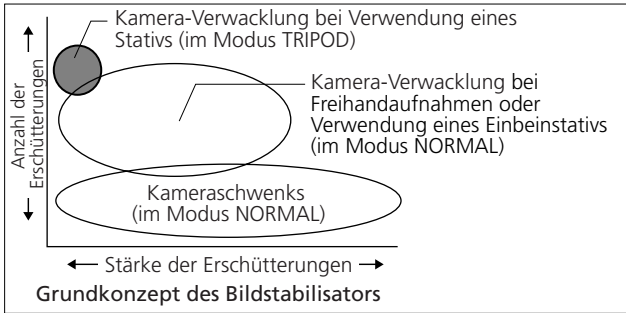 Kamera-Verwacklung bei Verwendung eines
Stativs (im Modus TRIPOD)
Kamera-Verwacklung bei
Freihandaufnahmen oder
Verwendung eines Einbeinstativs
(im Modus NORMAL)
Anzahl der
Erschütterungen
Kameraschwenks
(im Modus NORMAL)
Stärke der Erschütterungen
Grundkonzept des Bildstabilisators